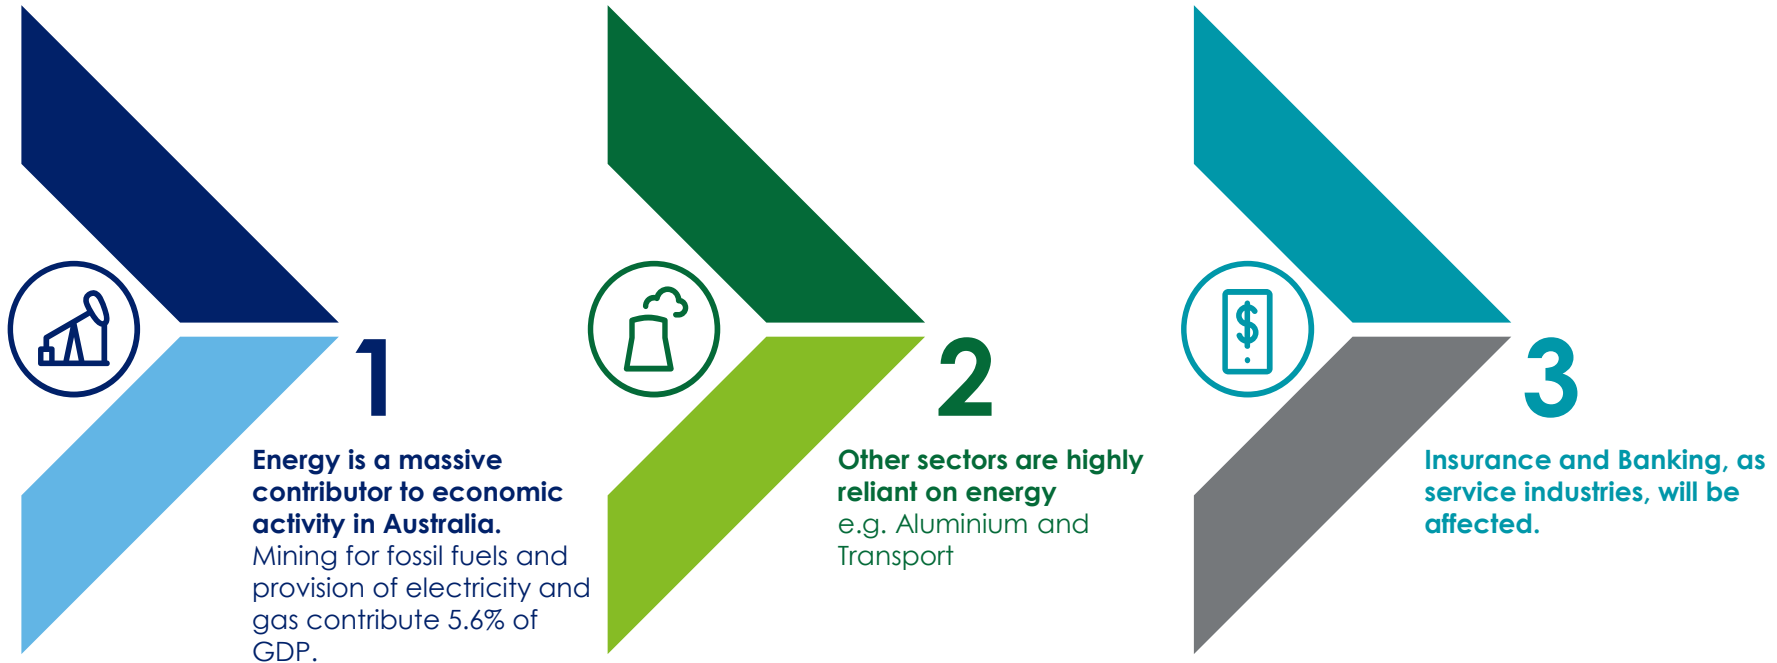 1
Energy is a massive
contributor to economic
activity in Australia.
Mining for fossil fuels and
provision of electricity and
gas contribute 5.6% of
GDP.
2
Other sectors are highly
reliant on energy
e.g. Aluminium and
Transport
$
3
Insurance and Banking, as
service industries, will be
affected.